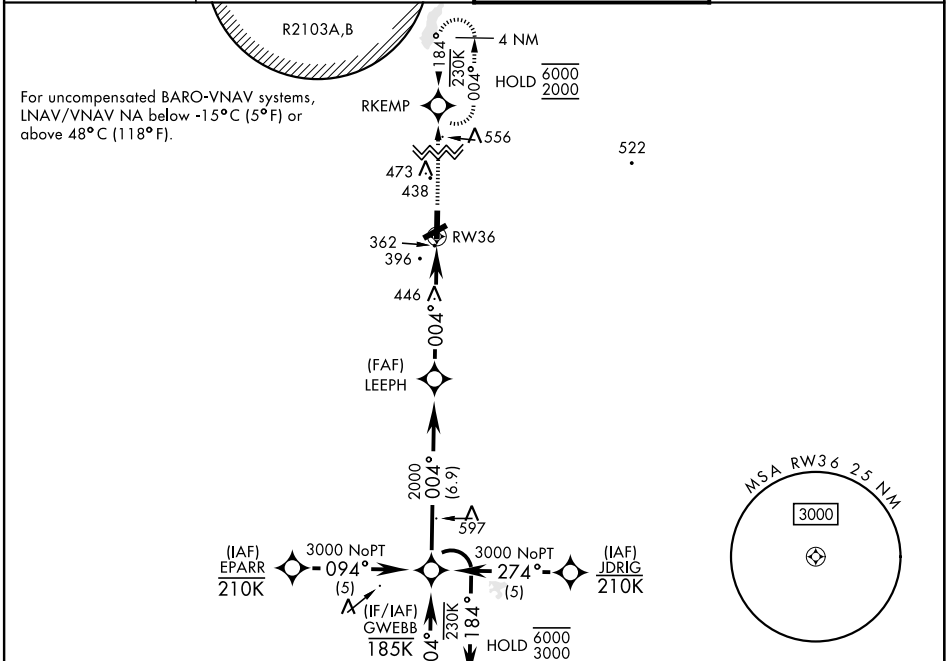 R2103A,B
For uncompensated BARO-VNAV systems,
LNAV/VNAV NA below -15°C (5°F) or
above 48°C (118°F).
184°
230K
004°
4 NM
HOLD 6000
2000
RKEMP
556
522
473
438
RW36
362
396
446
004°
(FAF)
LEEPH
2000
004°
(6.9)
597
MSA RW36 25 NM
3000
(IAF)
EPARR
210K
3000 NoPT
094°
(5)
3000 NoPT
274°
(5)
(IAF)
JDRIG
210K
(IF/IAF)
GWEBB
185K
04°
230K
184°
HOLD 6000
3000